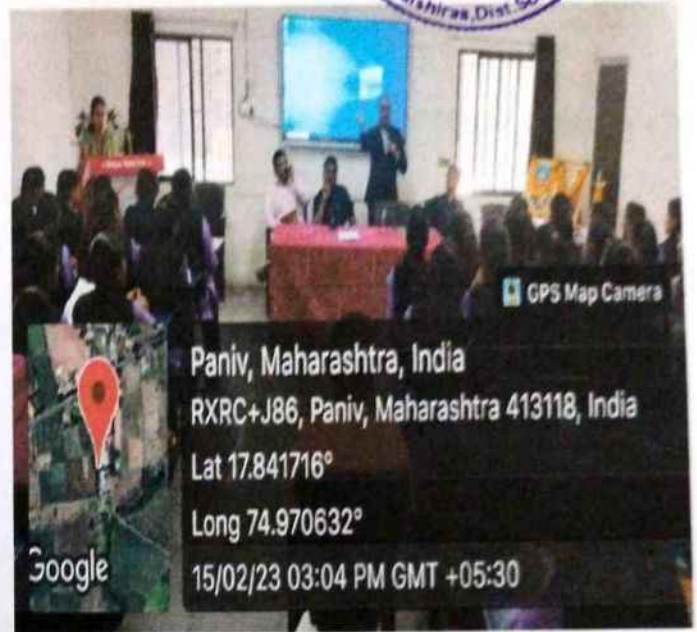 GPS Map Camera
Paniv, Maharashtra, India
RXRC+J86, Paniv, Maharashtra 413118, India
Lat 17.841716°
Long 74.970632°
15/02/23 03:04 PM GMT +05:30
Google